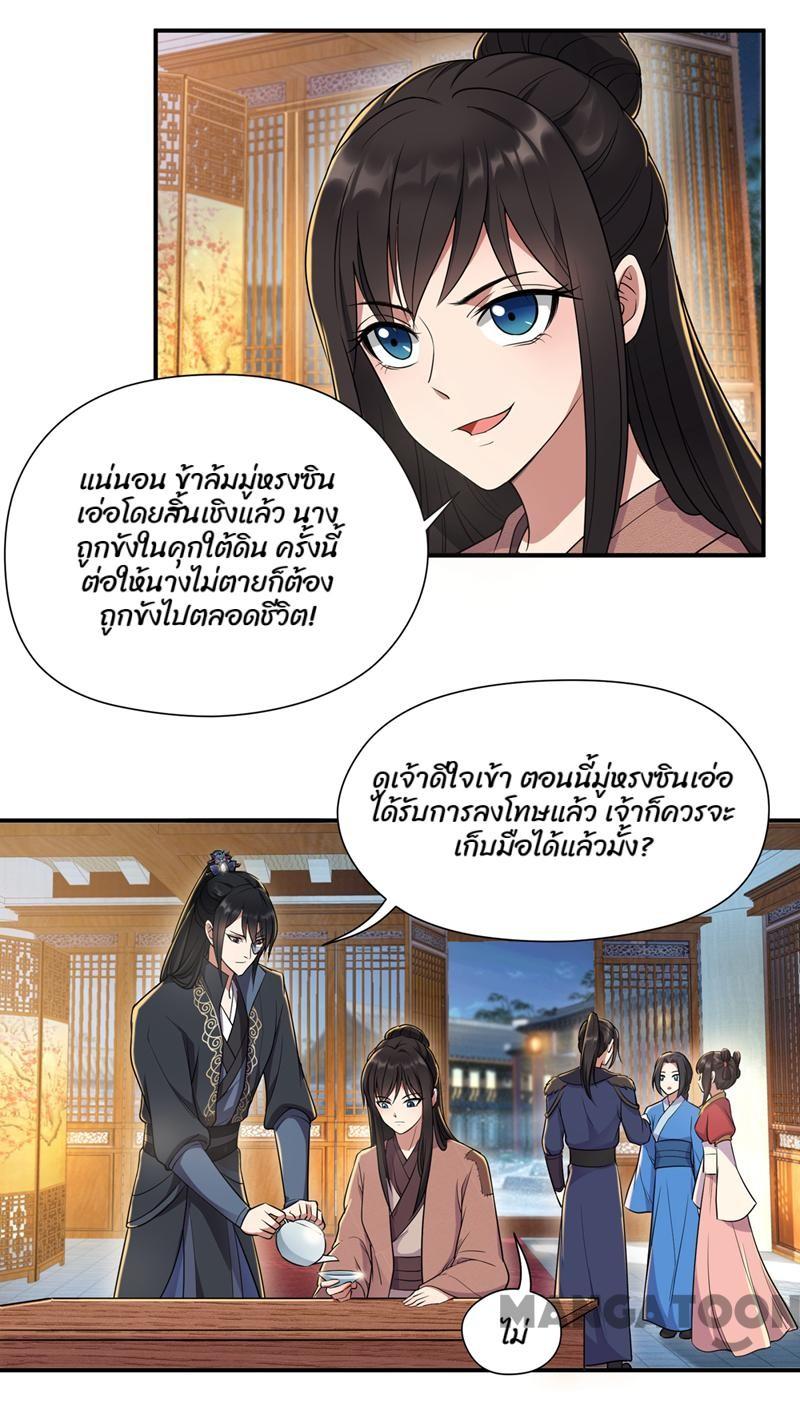 แน่นอน ข้าล้มมู่หรงซิน
เอ๋อโดยสิ้นเชิงแล้ว นาง
ถูกขังในคุกใต้ดิน ครั้งนี้
ต่อให้นางไม่ตายก็ต้อง
ถูกขังไปตลอดชีวิต!
ดูเจ้าดีใจเข้า ตอนนี้มู่หรงซินเอ๋อ
ได้รับการลงโทษแล้ว เจ้าก็ควรจะ
เก็บมือได้แล้วมั้ง?
ไม่
MANGATOON